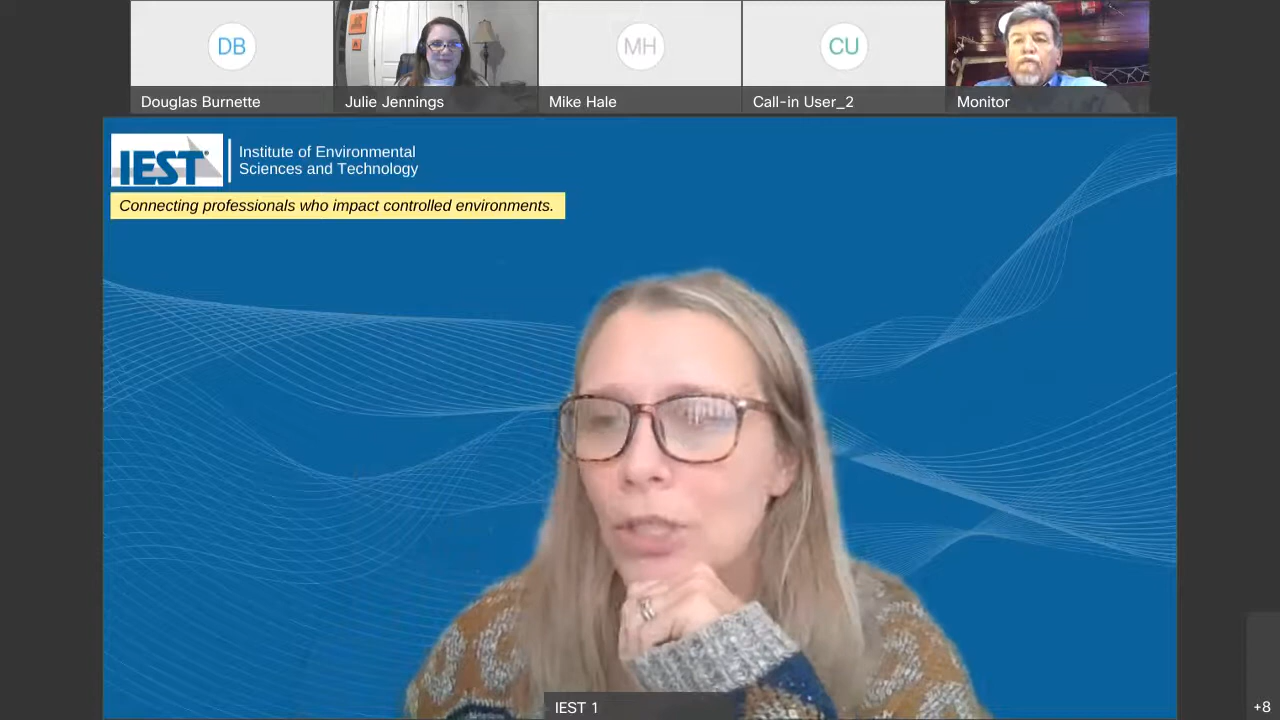 DB
MH
CU
Douglas Burnette
Julie Jennings
Mike Hale
Call-in User_2
Monitor
IEST
Institute of Environmental
Sciences and Technology
Connecting professionals who impact controlled environments.
IEST 1
+8